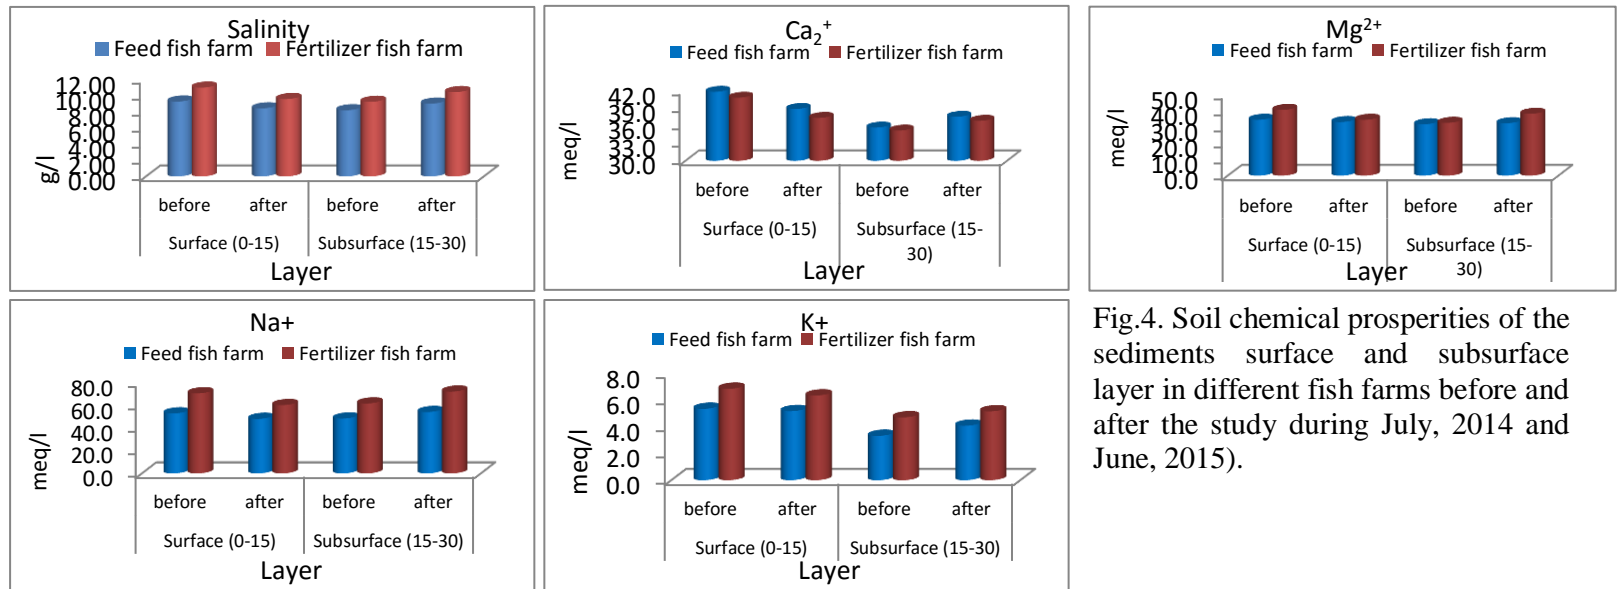 Salinity
Feed fish farm Fertilizer fish farm
12.00
10.00
8.00
6.00
4.00
2.00
0.00
g/l
before after before after
Surface (0-15) Subsurface (15-30)
Layer
Ca₂⁺
Feed fish farm Fertilizer fish farm
42.0
39.0
36.0
33.0
30.0
meq/l
before after before after
Surface (0-15) Subsurface (15-
30)
Layer
Mg²⁺
Feed fish farm Fertilizer fish farm
50.0
40.0
30.0
20.0
10.0
0.0
meq/l
before after before after
Surface (0-15) Subsurface (15-
30)
Layer
Na+
Feed fish farm Fertilizer fish farm
80.0
60.0
40.0
20.0
0.0
meq/l
before after before after
Surface (0-15) Subsurface (15-30)
Layer
K+
Feed fish farm Fertilizer fish farm
8.0
6.0
4.0
2.0
0.0
meq/l
before after before after
Surface (0-15) Subsurface (15-30)
Layer
Fig.4. Soil chemical prosperities of the
sediments surface and subsurface
layer in different fish farms before and
after the study during July, 2014 and
June, 2015).